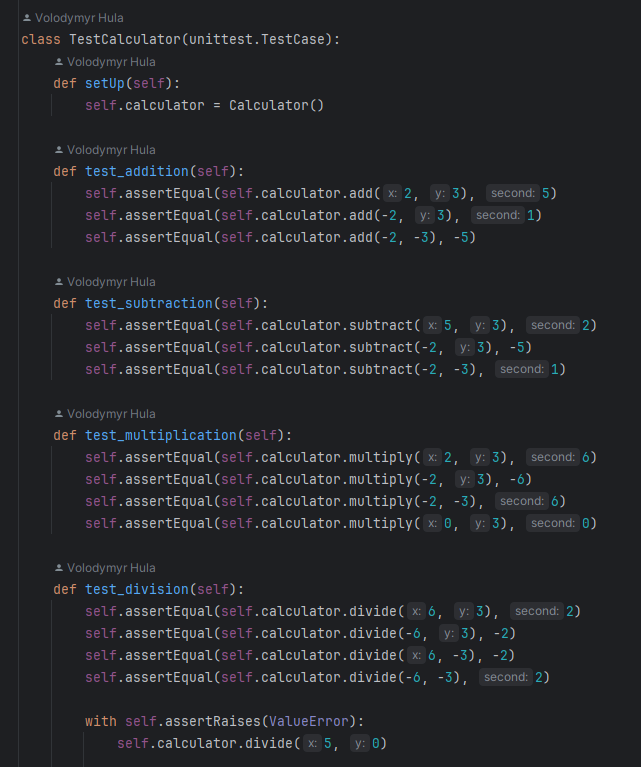 Volodymyr Hula
class TestCalculator(unittest.TestCase):
Volodymyr Hula
def setUp(self):
self.calculator = Calculator()
Volodymyr Hula
def test_addition(self):
self.assertEqual(self.calculator.add( x: 2, y: 3), second: 5)
self.assertEqual(self.calculator.add(-2, y: 3), second: 1)
self.assertEqual(self.calculator.add(-2, -3), -5)
Volodymyr Hula
def test_subtraction(self):
self.assertEqual(self.calculator.subtract( x: 5, y: 3), second: 2)
self.assertEqual(self.calculator.subtract(-2, y: 3), -5)
self.assertEqual(self.calculator.subtract(-2, -3), second: 1)
Volodymyr Hula
def test_multiplication(self):
self.assertEqual(self.calculator.multiply( x: 2, y: 3), second: 6)
self.assertEqual(self.calculator.multiply(-2, y: 3), -6)
self.assertEqual(self.calculator.multiply(-2, -3), second: 6)
self.assertEqual(self.calculator.multiply( x: 0, y: 3), second: 0)
Volodymyr Hula
def test_division(self):
self.assertEqual(self.calculator.divide( x: 6, y: 3), second: 2)
self.assertEqual(self.calculator.divide(-6, y: 3), -2)
self.assertEqual(self.calculator.divide( x: 6, -3), -2)
self.assertEqual(self.calculator.divide(-6, -3), second: 2)
with self.assertRaises(ValueError):
self.calculator.divide( x: 5, y: 0)